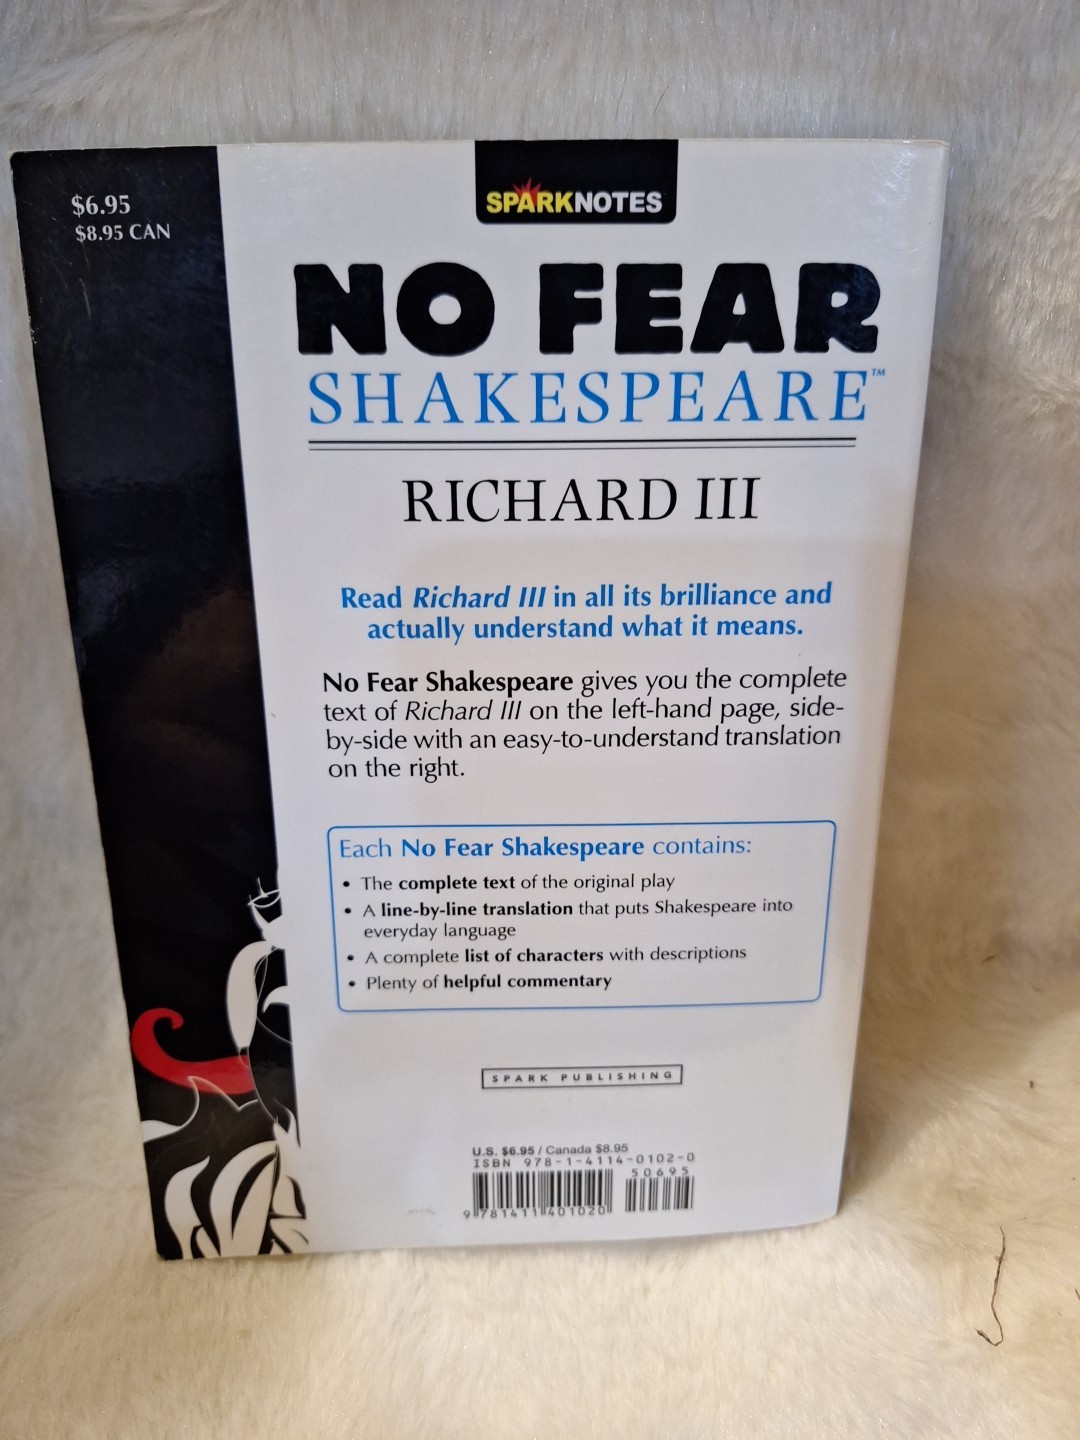 $6.95
$8.95 CAN
SPARKNOTES
NO FEAR
SHAKESPEARE™
RICHARD III
Read Richard III in all its brilliance and
actually understand what it means.
No Fear Shakespeare gives you the complete
text of Richard III on the left-hand page, side-
by-side with an easy-to-understand translation
on the right.
Each No Fear Shakespeare contains:
• The complete text of the original play
• A line-by-line translation that puts Shakespeare into
everyday language
• A complete list of characters with descriptions
• Plenty of helpful commentary
SPARK PUBLISHING
U.S. $6.95 / Canada $8.95
ISBN 978-1-4114-0102-0
50695
9 781411 401020